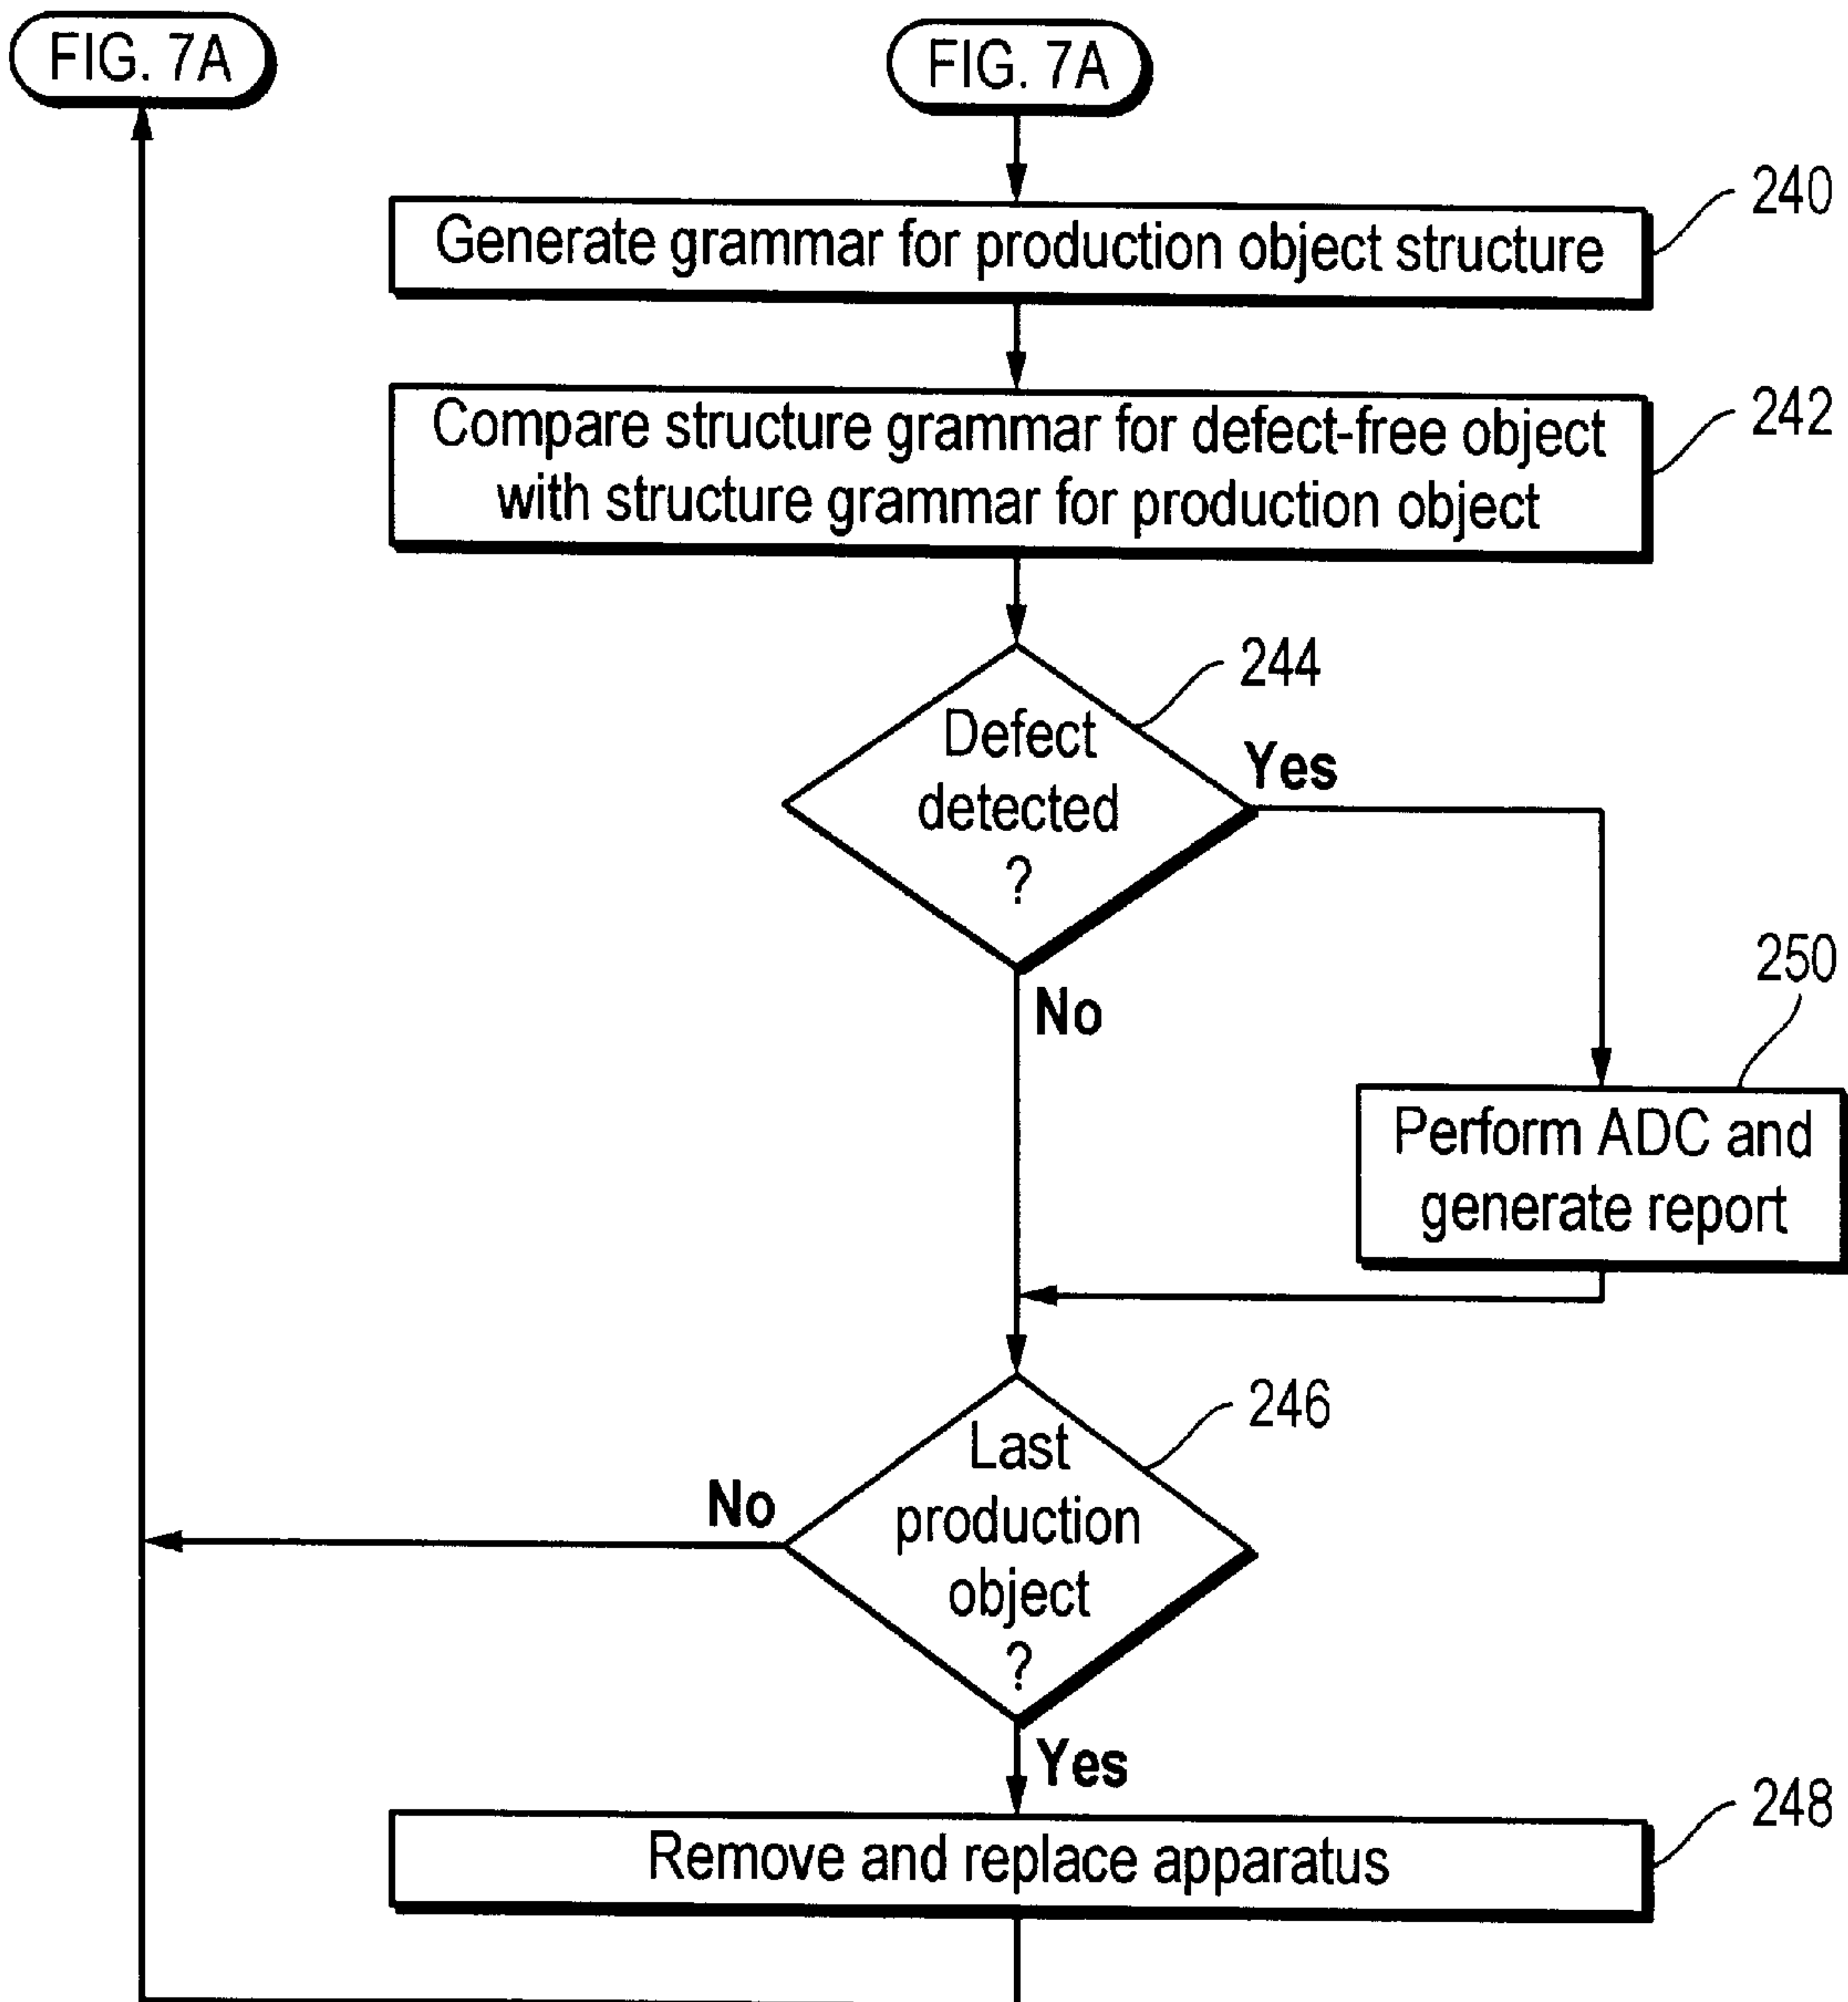 FIG. 7A
FIG. 7A
240
Generate grammar for production object structure
242
Compare structure grammar for defect-free object
with structure grammar for production object
244
Defect
detected
?
Yes
No
250
Perform ADC and
generate report
246
Last
production
object
?
No
Yes
248
Remove and replace apparatus